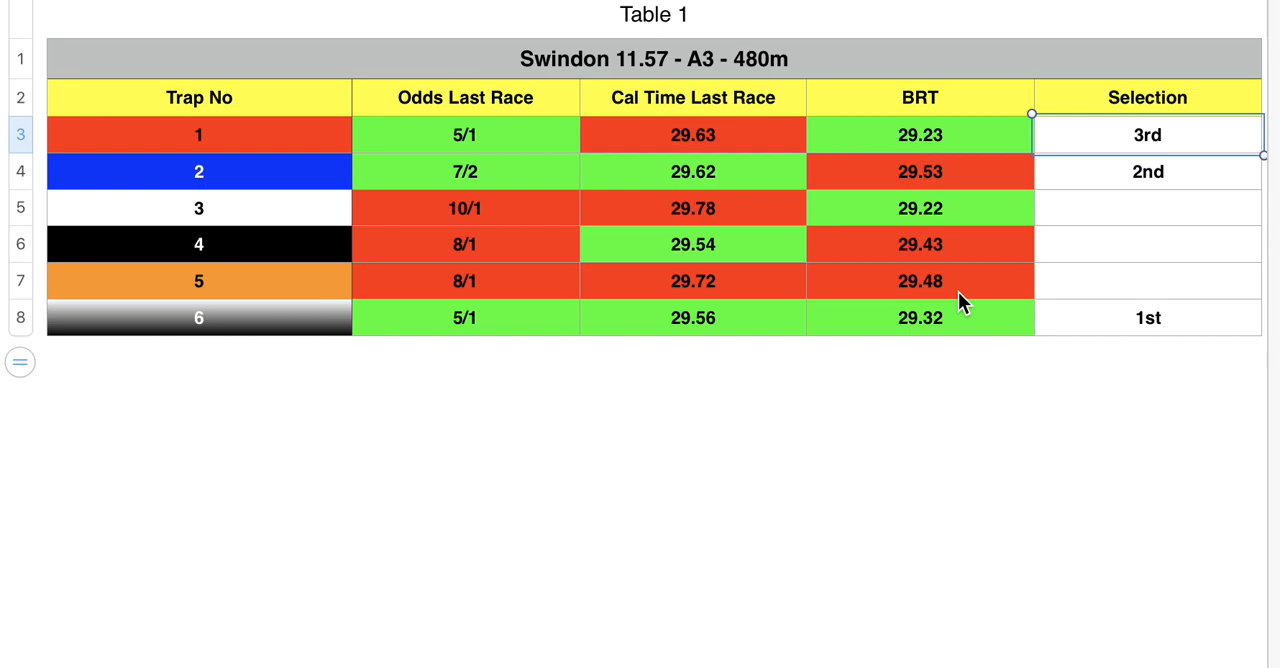 Table 1
1 Swindon 11.57 - A3 - 480m
2 Trap No Odds Last Race Cal Time Last Race BRT Selection
3 1 5/1 29.63 29.23 3rd
4 2 7/2 29.62 29.53 2nd
5 3 10/1 29.78 29.22
6 4 8/1 29.54 29.43
7 5 8/1 29.72 29.48
8 6 5/1 29.56 29.32 1st